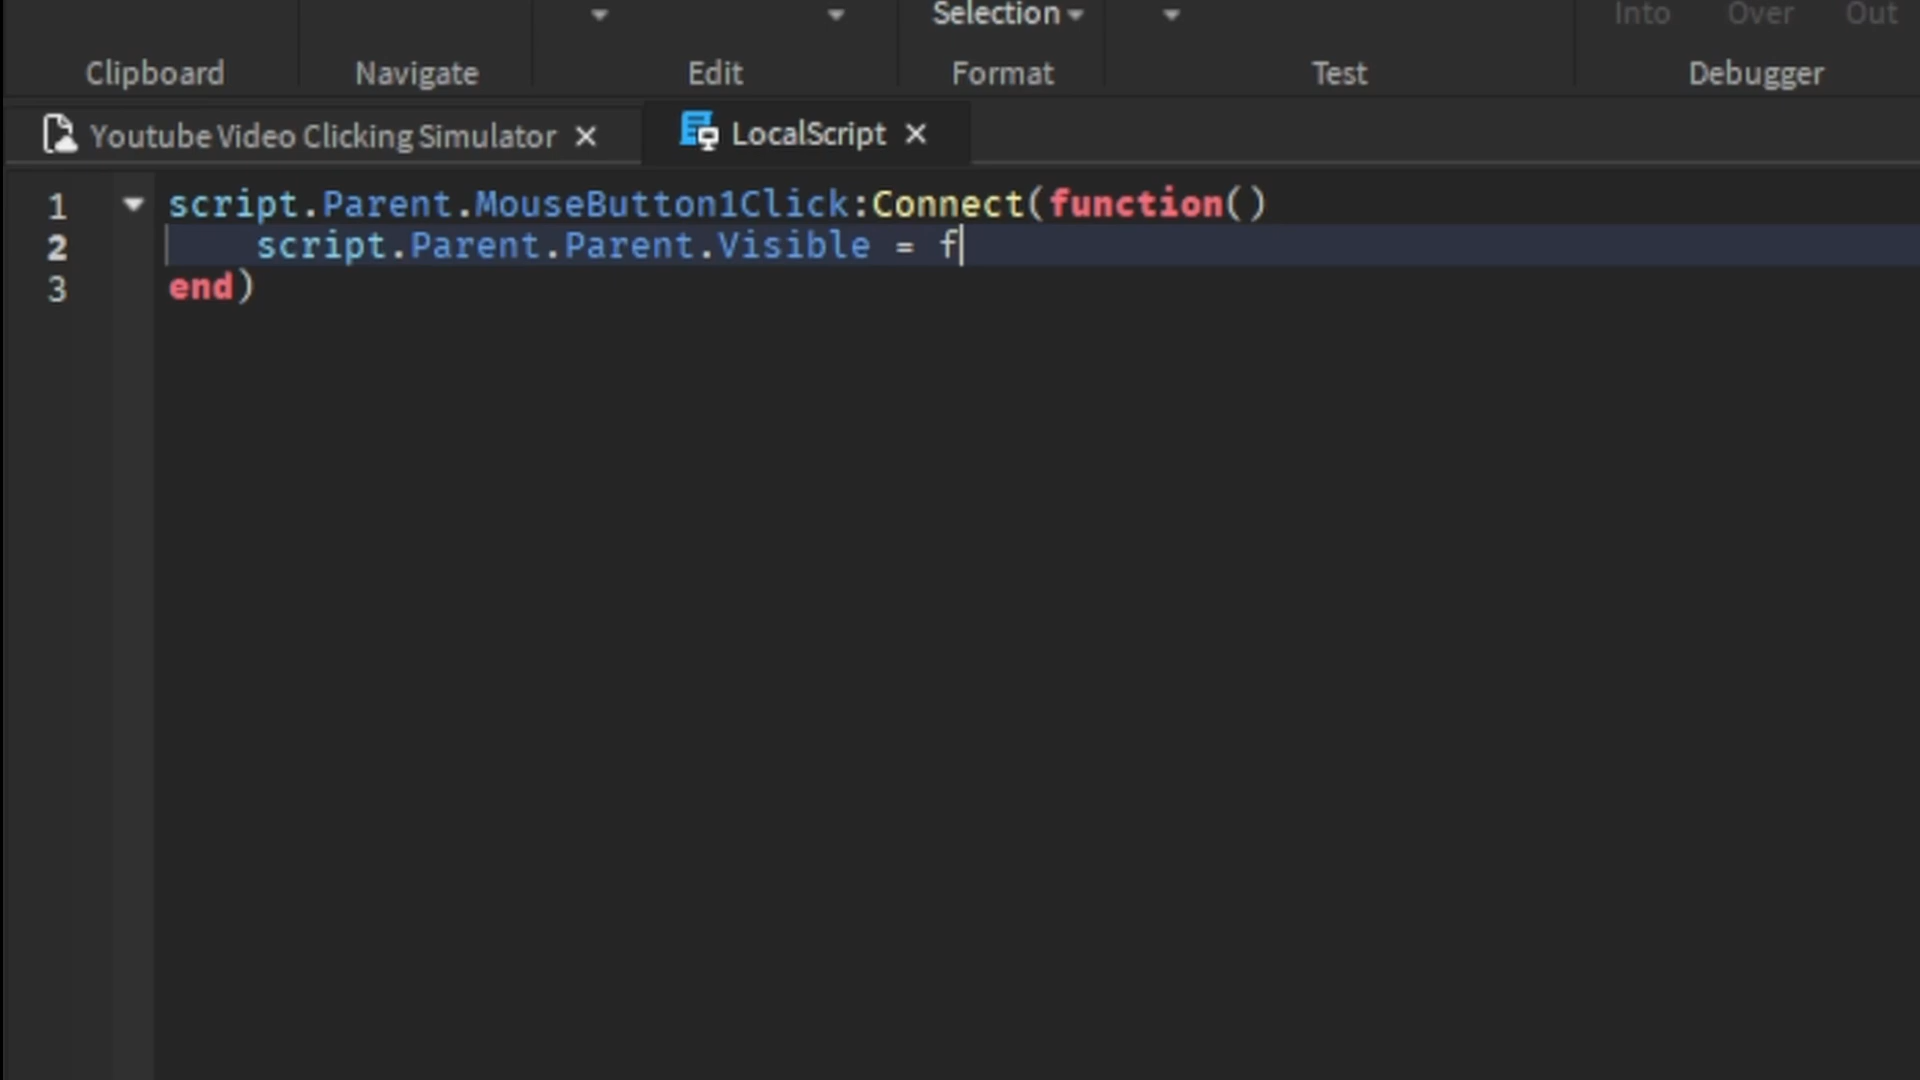 Selection Into Over Out
Clipboard Navigate Edit Format Test Debugger
Youtube Video Clicking Simulator LocalScript
1 script.Parent.MouseButton1Click:Connect(function()
2     script.Parent.Parent.Visible = f
3 end)